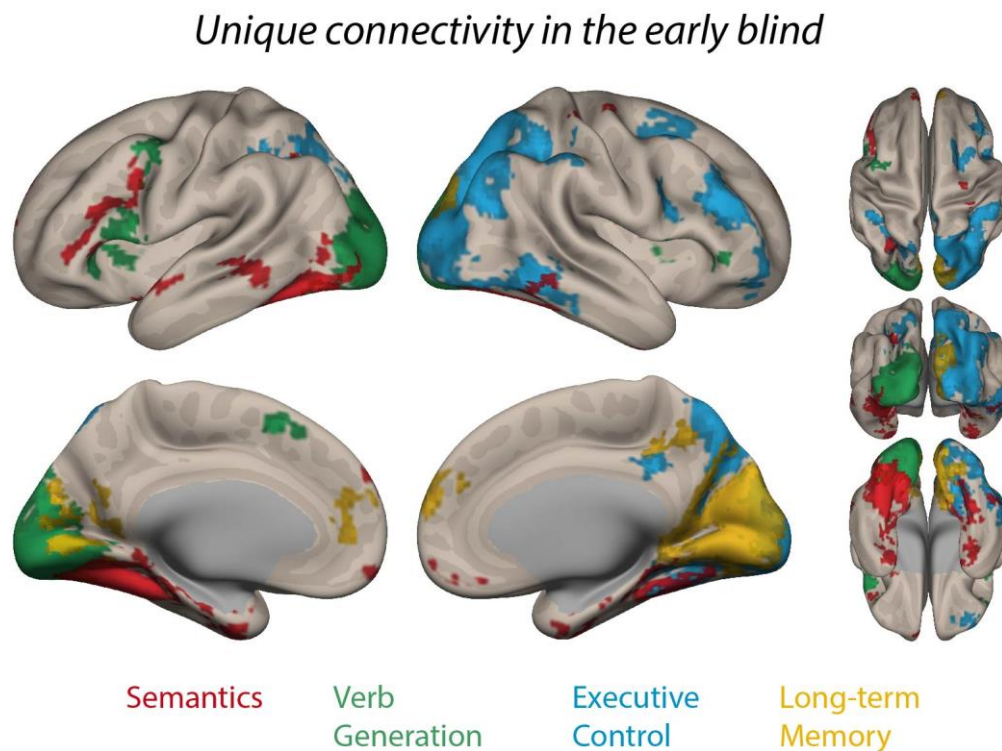 Unique connectivity in the early blind
Semantics
Verb
Generation
Executive
Control
Long-term
Memory